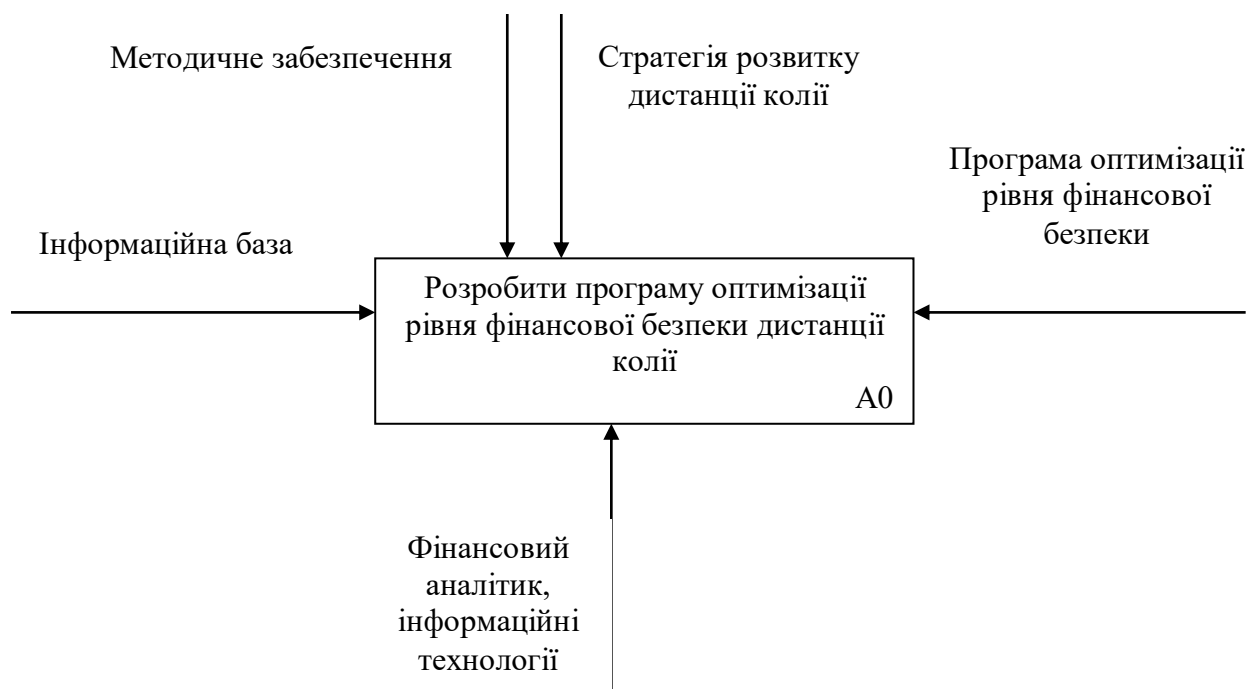 Методичне забезпечення
Стратегія розвитку
дистанції колії
Програма оптимізації
рівня фінансової
безпеки
Інформаційна база
Розробити програму оптимізації
рівня фінансової безпеки дистанції
колії
А0
Фінансовий
аналітик,
інформаційні
технології